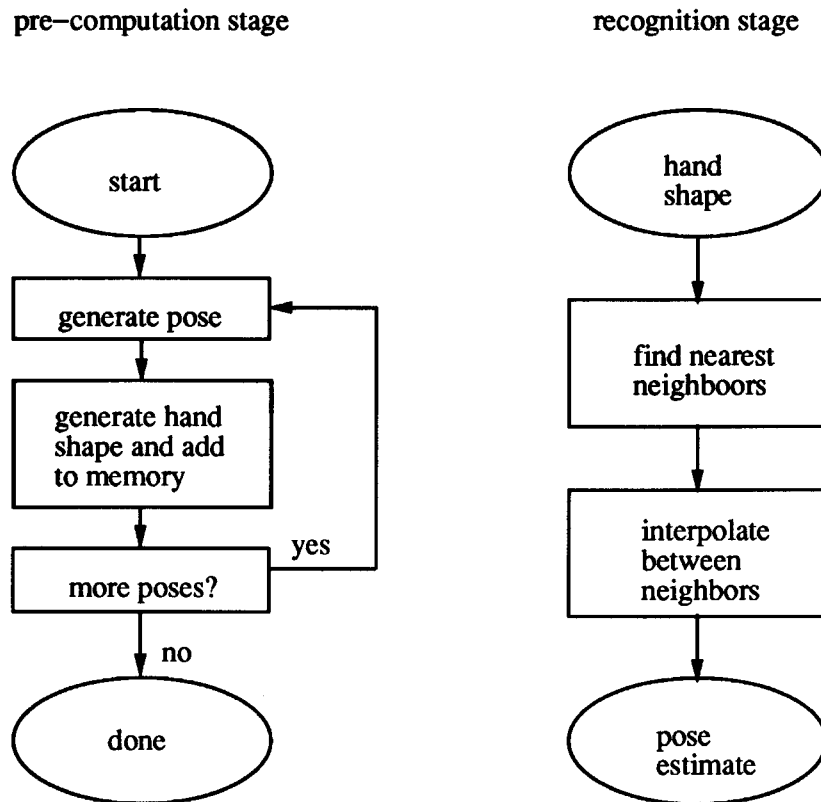 pre−computation stage
start
generate pose
generate hand
shape and add
to memory
more poses?
yes
no
done
recognition stage
hand
shape
find nearest
neighboors
interpolate
between
neighbors
pose
estimate